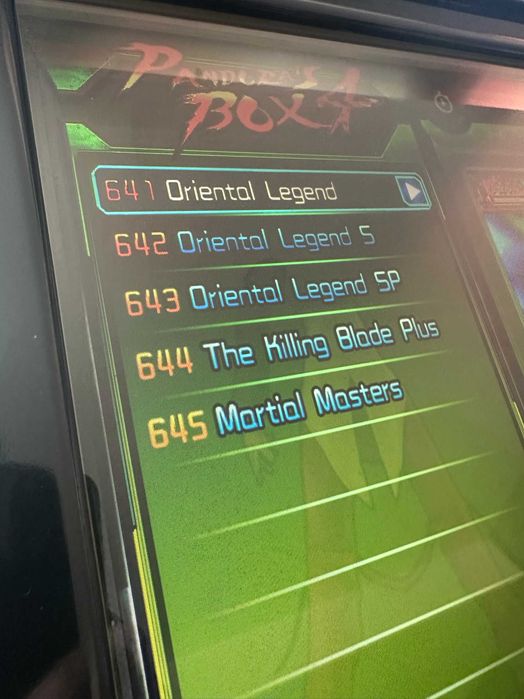 PANDORA'S
BOX 4
641 Oriental Legend
642 Oriental Legend S
643 Oriental Legend SP
644 The Killing Blade Plus
645 Martial Masters